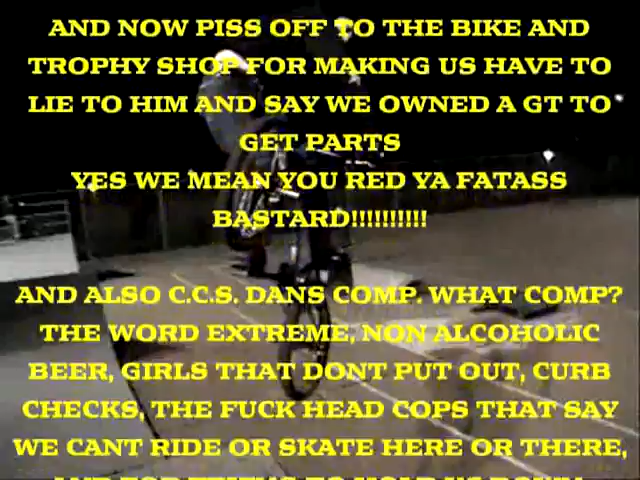 AND NOW PISS OFF TO THE BIKE AND
TROPHY SHOP FOR MAKING US HAVE TO
LIE TO HIM AND SAY WE OWNED A GT TO
GET PARTS
YES WE MEAN YOU RED YA FATASS
BASTARD!!!!!!!!!!
AND ALSO C.C.S. DANS COMP. WHAT COMP?
THE WORD EXTREME, NON ALCOHOLIC
BEER, GIRLS THAT DONT PUT OUT, CURB
CHECKS, THE FUCK HEAD COPS THAT SAY
WE CANT RIDE OR SKATE HERE OR THERE,